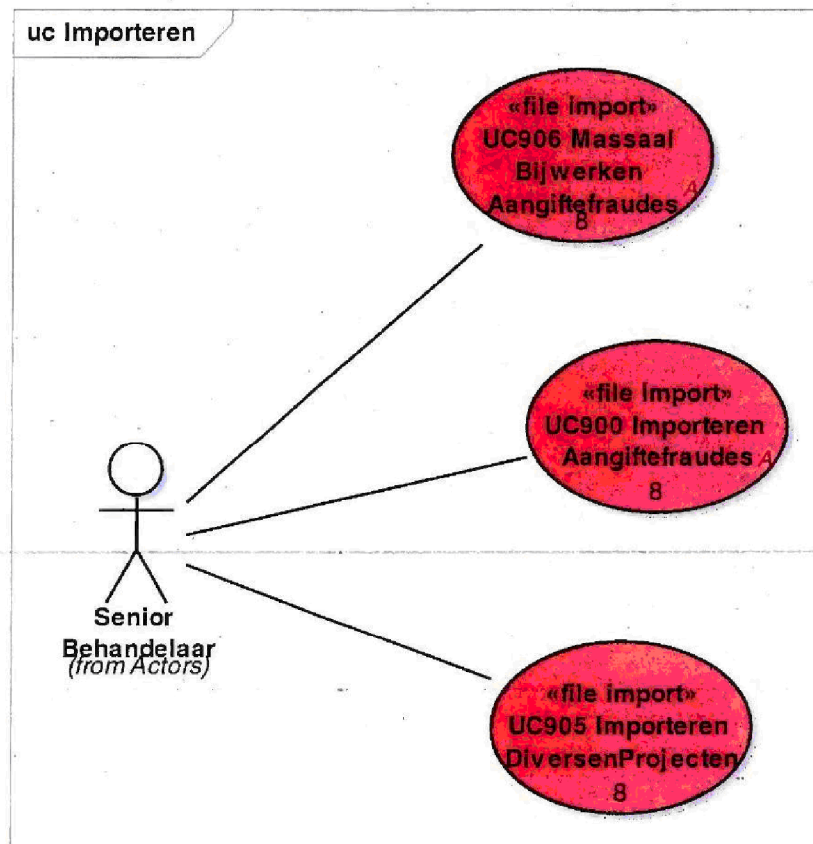 uc Importeren
«file import»
UC906 Massaal
Bijwerken
Aangiftefraudes
A
8
«file import»
UC900 Importeren
Aangiftefraudes
A
8
Senior
Behandelaar
(from Actors)
«file import»
UC905 Importeren
DiversenProjecten
8